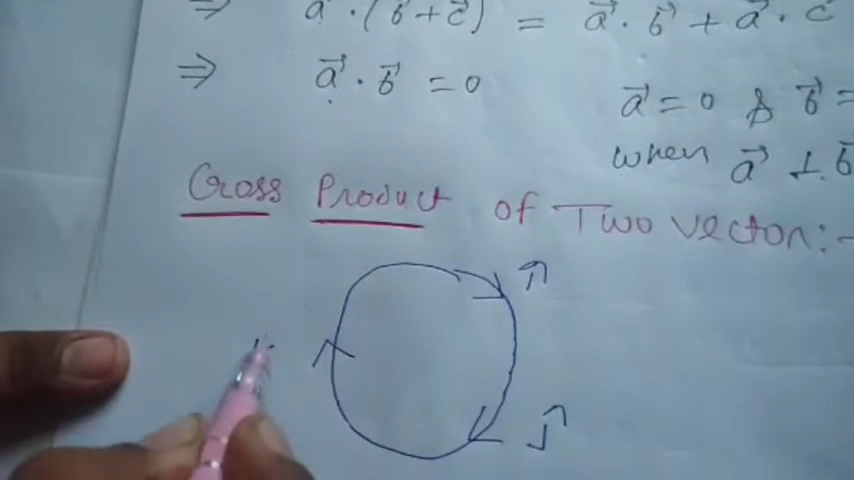 ⇒ a⃗ · (b⃗ + c⃗) = a⃗ · b⃗ + a⃗ · c⃗
⇒ a⃗ · b⃗ = 0
a⃗ = 0 & b⃗ =
when a⃗ ⊥ b⃗
Cross Product of Two vector:-
î
ĵ